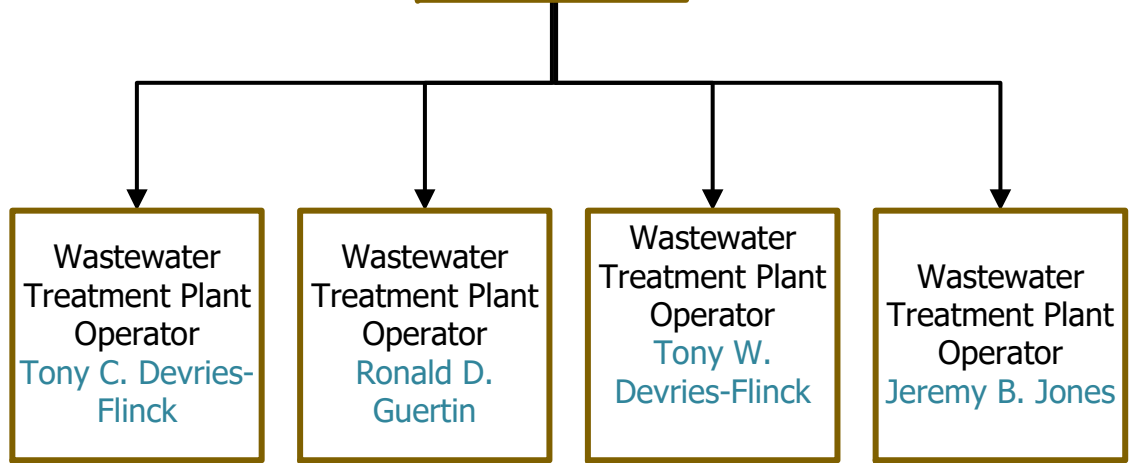 Wastewater
Treatment Plant
Operator
Tony C. Devries-
Flinck
Wastewater
Treatment Plant
Operator
Ronald D.
Guertin
Wastewater
Treatment Plant
Operator
Tony W.
Devries-Flinck
Wastewater
Treatment Plant
Operator
Jeremy B. Jones